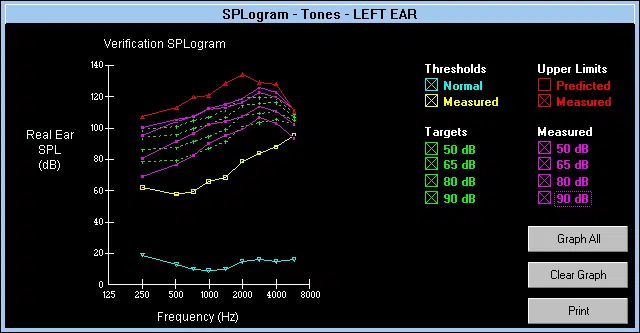 SPLogram - Tones - LEFT EAR
Verification SPLogram
140
120
100
80
60
40
20
0
Real Ear
SPL
(dB)
125 250 500 1000 2000 4000 8000
Frequency (Hz)
Thresholds
Normal
Measured
Upper Limits
Predicted
Measured
Targets
50 dB
65 dB
80 dB
90 dB
Measured
50 dB
65 dB
80 dB
90 dB
Graph All
Clear Graph
Print